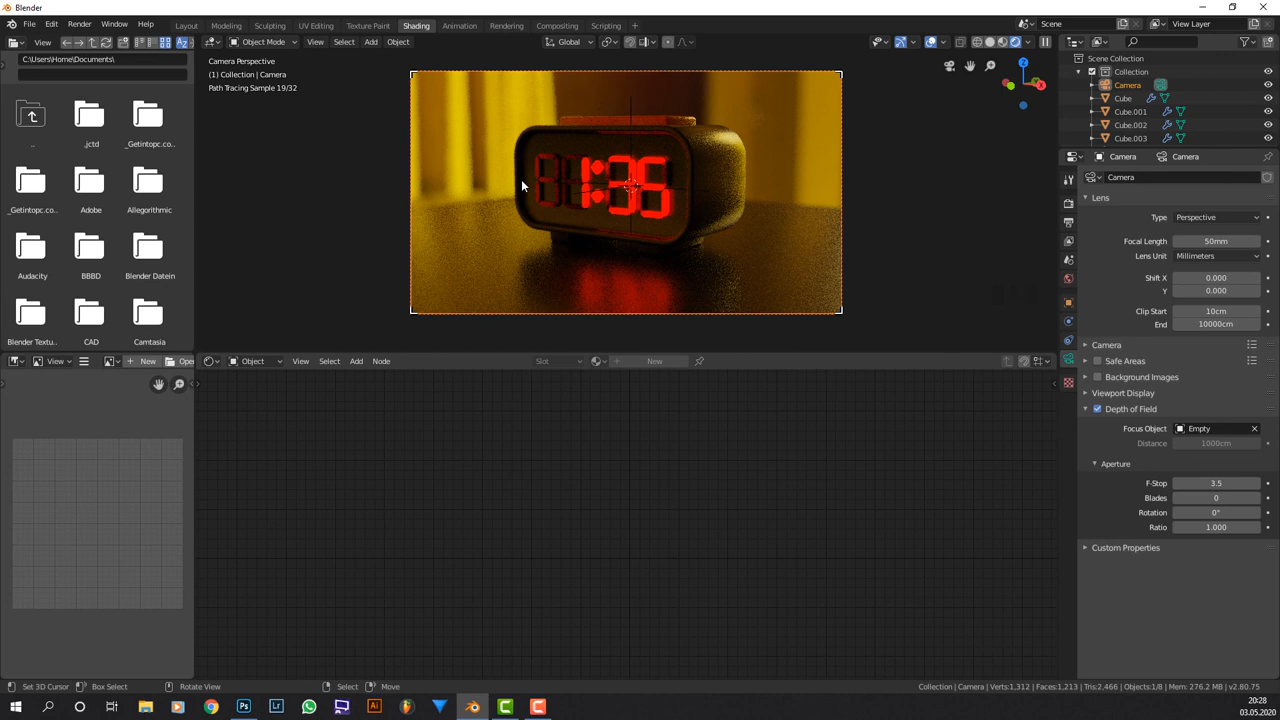 Blender
File Edit Render Window Help Layout Modeling Sculpting UV Editing Texture Paint Shading Animation Rendering Compositing Scripting + Scene View Layer
View Object Mode View Select Add Object Global
C:\Users\Home\Documents\
..
.jctd
_Getintopc.co...
_Getintopc.co...
Adobe
Allegorithmic
Audacity
BBBD
Blender Datein
Blender Textu...
CAD
Camtasia
Camera Perspective
(1) Collection | Camera
Path Tracing Sample 19/32
1:35
Z
X
Scene Collection
Collection
Camera
Cube
Cube.001
Cube.002
Cube.003
Camera Camera
Camera
Lens
Type Perspective
Focal Length 50mm
Lens Unit Millimeters
Shift X 0.000
Y 0.000
Clip Start 10cm
End 10000cm
Camera
Safe Areas
Background Images
Viewport Display
Depth of Field
Focus Object Empty
Distance 1000cm
Aperture
F-Stop 3.5
Blades 0
Rotation 0°
Ratio 1.000
Custom Properties
View + New Ope
Object View Select Add Node Slot + New
Set 3D Cursor Box Select Rotate View Select Move
Collection | Camera | Verts:1,312 | Faces:1,213 | Tris:2,466 | Objects:1/8 | Mem: 276.2 MB | v2.80.75
Ps Lr Ai
20:28
03.05.2020